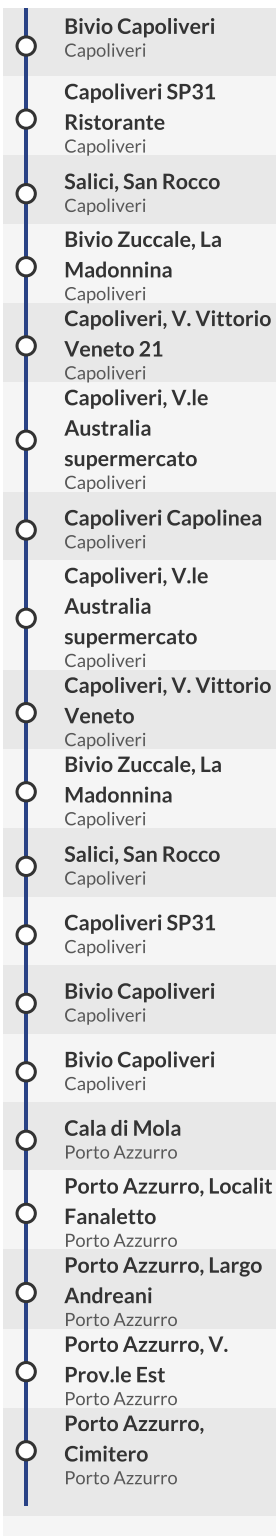 Bivio Capoliveri
Capoliveri
Capoliveri SP31
Ristorante
Capoliveri
Salici, San Rocco
Capoliveri
Bivio Zuccale, La
Madonnina
Capoliveri
Capoliveri, V. Vittorio
Veneto 21
Capoliveri
Capoliveri, V.le
Australia
supermercato
Capoliveri
Capoliveri Capolinea
Capoliveri
Capoliveri, V.le
Australia
supermercato
Capoliveri
Capoliveri, V. Vittorio
Veneto
Capoliveri
Bivio Zuccale, La
Madonnina
Capoliveri
Salici, San Rocco
Capoliveri
Capoliveri SP31
Capoliveri
Bivio Capoliveri
Capoliveri
Bivio Capoliveri
Capoliveri
Cala di Mola
Porto Azzurro
Porto Azzurro, Localit
Fanaletto
Porto Azzurro
Porto Azzurro, Largo
Andreani
Porto Azzurro
Porto Azzurro, V.
Prov.le Est
Porto Azzurro
Porto Azzurro,
Cimitero
Porto Azzurro